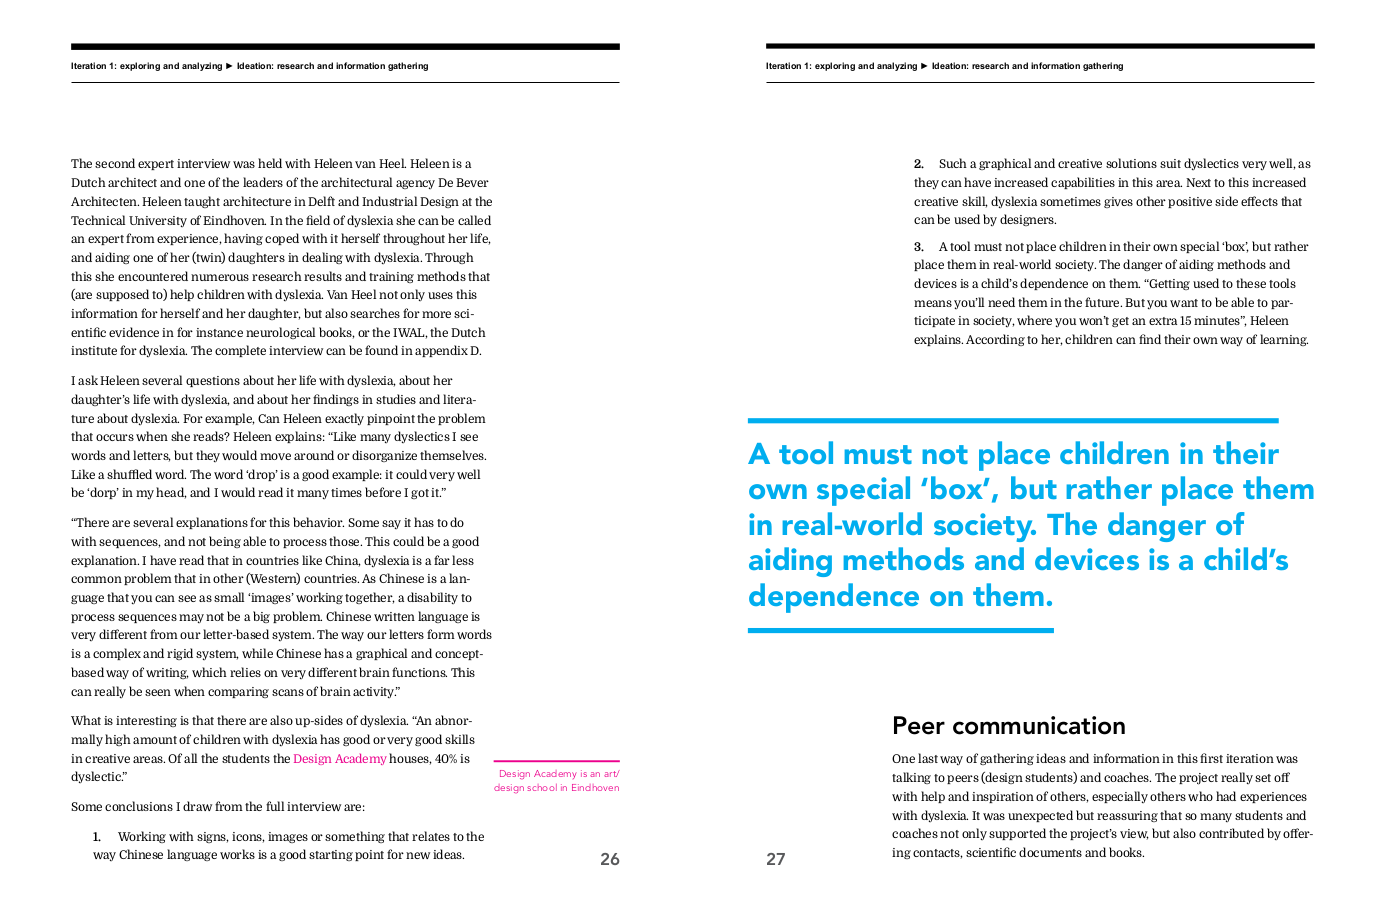 Iteration 1: exploring and analyzing ► Ideation: research and information gathering
The second expert interview was held with Heleen van Heel. Heleen is a
Dutch architect and one of the leaders of the architectural agency De Bever
Architecten. Heleen taught architecture in Delft and Industrial Design at the
Technical University of Eindhoven. In the field of dyslexia she can be called
an expert from experience, having coped with it herself throughout her life,
and aiding one of her (twin) daughters in dealing with dyslexia. Through
this she encountered numerous research results and training methods that
(are supposed to) help children with dyslexia. Van Heel not only uses this
information for herself and her daughter, but also searches for more sci-
entific evidence in for instance neurological books, or the IWAL, the Dutch
institute for dyslexia. The complete interview can be found in appendix D.
I ask Heleen several questions about her life with dyslexia, about her
daughter's life with dyslexia, and about her findings in studies and litera-
ture about dyslexia. For example, Can Heleen exactly pinpoint the problem
that occurs when she reads? Heleen explains: “Like many dyslectics I see
words and letters, but they would move around or disorganize themselves.
Like a shuffled word. The word ‘drop’ is a good example: it could very well
be ‘dorp’ in my head, and I would read it many times before I got it.”
“There are several explanations for this behavior. Some say it has to do
with sequences, and not being able to process those. This could be a good
explanation. I have read that in countries like China, dyslexia is a far less
common problem that in other (Western) countries. As Chinese is a lan-
guage that you can see as small ‘images’ working together, a disability to
process sequences may not be a big problem. Chinese written language is
very different from our letter-based system. The way our letters form words
is a complex and rigid system, while Chinese has a graphical and concept-
based way of writing, which relies on very different brain functions. This
can really be seen when comparing scans of brain activity.”
What is interesting is that there are also up-sides of dyslexia. “An abnor-
mally high amount of children with dyslexia has good or very good skills
in creative areas. Of all the students the Design Academy houses, 40% is
dyslectic.”
Design Academy is an art/
design school in Eindhoven
Some conclusions I draw from the full interview are:
1. Working with signs, icons, images or something that relates to the
way Chinese language works is a good starting point for new ideas.
26
Iteration 1: exploring and analyzing ► Ideation: research and information gathering
2. Such a graphical and creative solutions suit dyslectics very well, as
they can have increased capabilities in this area. Next to this increased
creative skill, dyslexia sometimes gives other positive side effects that
can be used by designers.
3. A tool must not place children in their own special ‘box’, but rather
place them in real-world society. The danger of aiding methods and
devices is a child’s dependence on them. “Getting used to these tools
means you’ll need them in the future. But you want to be able to par-
ticipate in society, where you won’t get an extra 15 minutes”, Heleen
explains. According to her, children can find their own way of learning.
A tool must not place children in their
own special ‘box’, but rather place them
in real-world society. The danger of
aiding methods and devices is a child’s
dependence on them.
Peer communication
One last way of gathering ideas and information in this first iteration was
talking to peers (design students) and coaches. The project really set off
with help and inspiration of others, especially others who had experiences
with dyslexia. It was unexpected but reassuring that so many students and
coaches not only supported the project’s view, but also contributed by offer-
ing contacts, scientific documents and books.
27